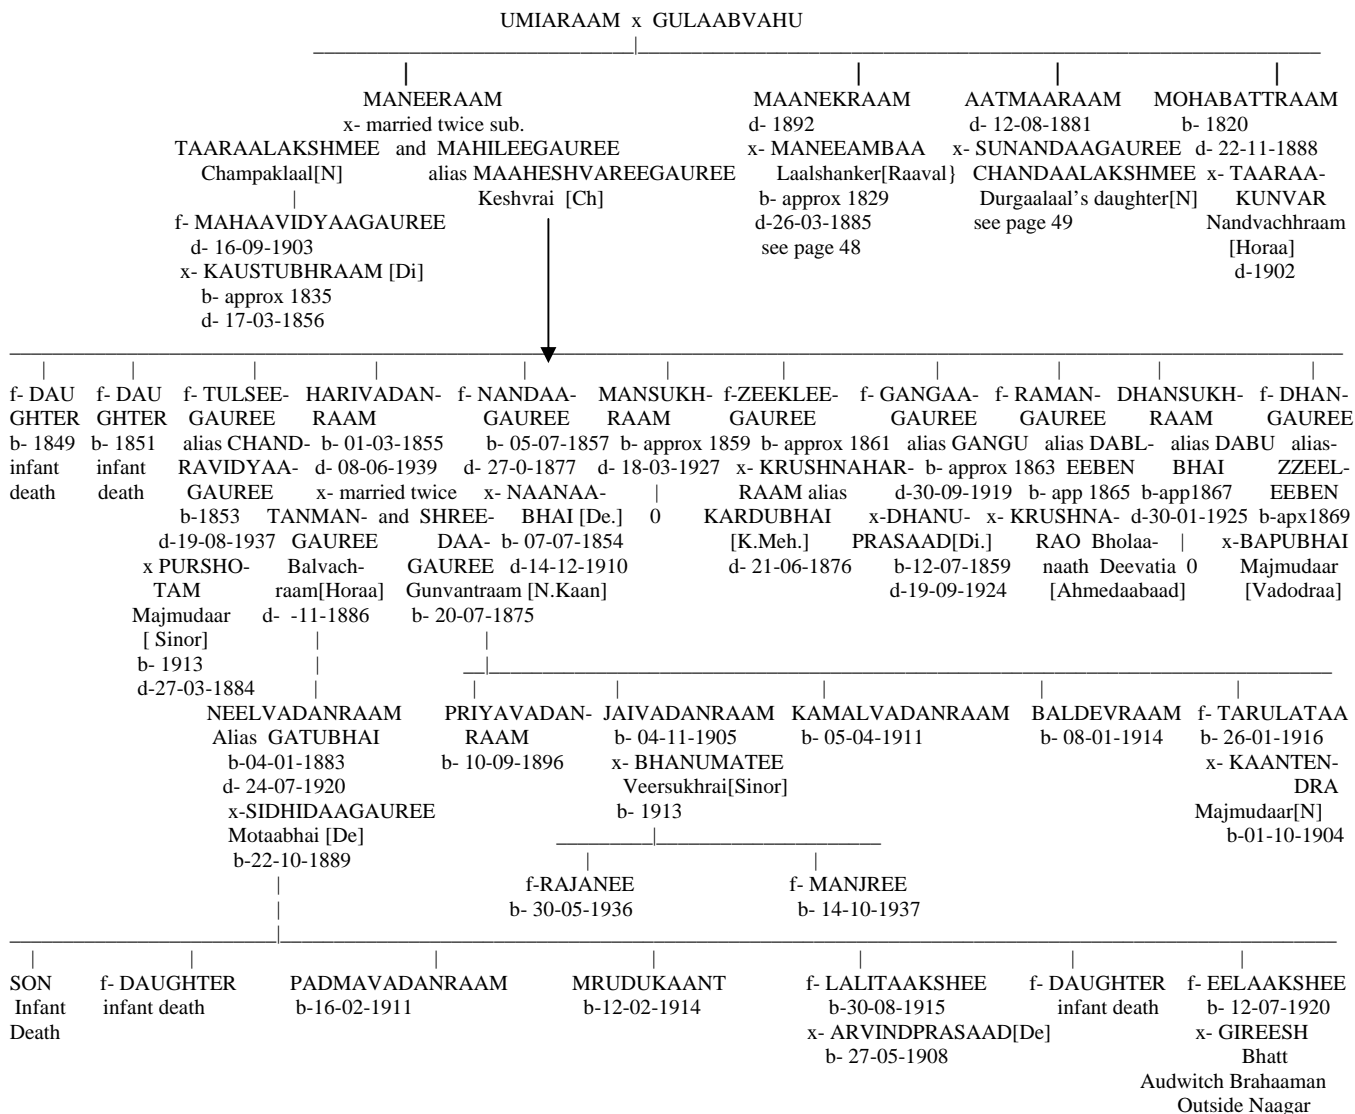 UMIARAAM x GULAABVAHU
MANEERAAM
x- married twice sub.
TAARAALAKSHMEE and MAHILEEGAUREE
Champaklaal[N] alias MAAHESHVAREEGAUREE
Keshvrai [Ch]
f- MAHAAVIDYAAGAUREE
d- 16-09-1903
x- KAUSTUBHRAAM [Di]
b- approx 1835
d- 17-03-1856
MAANEKRAAM
d- 1892
x- MANEEAMBAA
Laalshanker[Raaval}
b- approx 1829
d-26-03-1885
see page 48
AATMAARAAM
d- 12-08-1881
x- SUNANDAAGAUREE
CHANDAALAKSHMEE
Durgaalaal's daughter[N]
see page 49
MOHABATTRAAM
b- 1820
d- 22-11-1888
x- TAARAA-
KUNVAR
Nandvachhraam
[Horaa]
d-1902
f- DAU
GHTER
b- 1849
infant
death
f- DAU
GHTER
b- 1851
infant
death
f- TULSEE-
GAUREE
alias CHAND-
RAVIDYAA-
GAUREE
b-1853
d-19-08-1937
x PURSHO-
TAM
Majmudaar
[ Sinor]
b- 1913
d-27-03-1884
HARIVADAN-
RAAM
b- 01-03-1855
d- 08-06-1939
x- married twice
TANMAN- and SHREE-
GAUREE DAA-
Balvach- GAUREE
raam[Horaa] Gunvantraam [N.Kaan]
d- -11-1886 b- 20-07-1875
f- NANDAA-
GAUREE
b- 05-07-1857
d- 27-0-1877
x- NAANAA-
BHAI [De.]
b- 07-07-1854
d-14-12-1910
MANSUKH-
RAAM
b- approx 1859
d- 18-03-1927
|
0
f-ZEEKLEE-
GAUREE
b- approx 1861
x- KRUSHNAHAR-
RAAM alias
KARDUBHAI
[K.Meh.]
d- 21-06-1876
f- GANGAA-
GAUREE
alias GANGU
b- approx 1863
d-30-09-1919
x-DHANU-
PRASAAD[Di.]
b-12-07-1859
d-19-09-1924
f- RAMAN-
GAUREE
alias DABL-
EEBEN
b- app 1865
x- KRUSHNA-
RAO Bholaa-
naath Deevatia
[Ahmedaabaad]
DHANSUKH-
RAAM
alias DABU
BHAI
b-app1867
d-30-01-1925
|
0
f- DHAN-
GAUREE
alias-
ZZEEL-
EEBEN
b-apx1869
x-BAPUBHAI
Majmudaar
[Vadodraa]
NEELVADANRAAM
Alias GATUBHAI
b-04-01-1883
d- 24-07-1920
x-SIDHIDAAGAUREE
Motaabhai [De]
b-22-10-1889
PRIYAVADAN-
RAAM
b- 10-09-1896
JAIVADANRAAM
b- 04-11-1905
x- BHANUMATEE
Veersukhrai[Sinor]
b- 1913
KAMALVADANRAAM
b- 05-04-1911
BALDEVRAAM
b- 08-01-1914
f- TARULATAA
b- 26-01-1916
x- KAANTEN-
DRA
Majmudaar[N]
b-01-10-1904
f-RAJANEE
b- 30-05-1936
f- MANJREE
b- 14-10-1937
SON
Infant
Death
f- DAUGHTER
infant death
PADMAVADANRAAM
b-16-02-1911
MRUDUKAANT
b-12-02-1914
f- LALITAAKSHEE
b-30-08-1915
x- ARVINDPRASAAD[De]
b- 27-05-1908
f- DAUGHTER
infant death
f- EELAAKSHEE
b- 12-07-1920
x- GIREESH
Bhatt
Audwitch Brahaaman
Outside Naagar